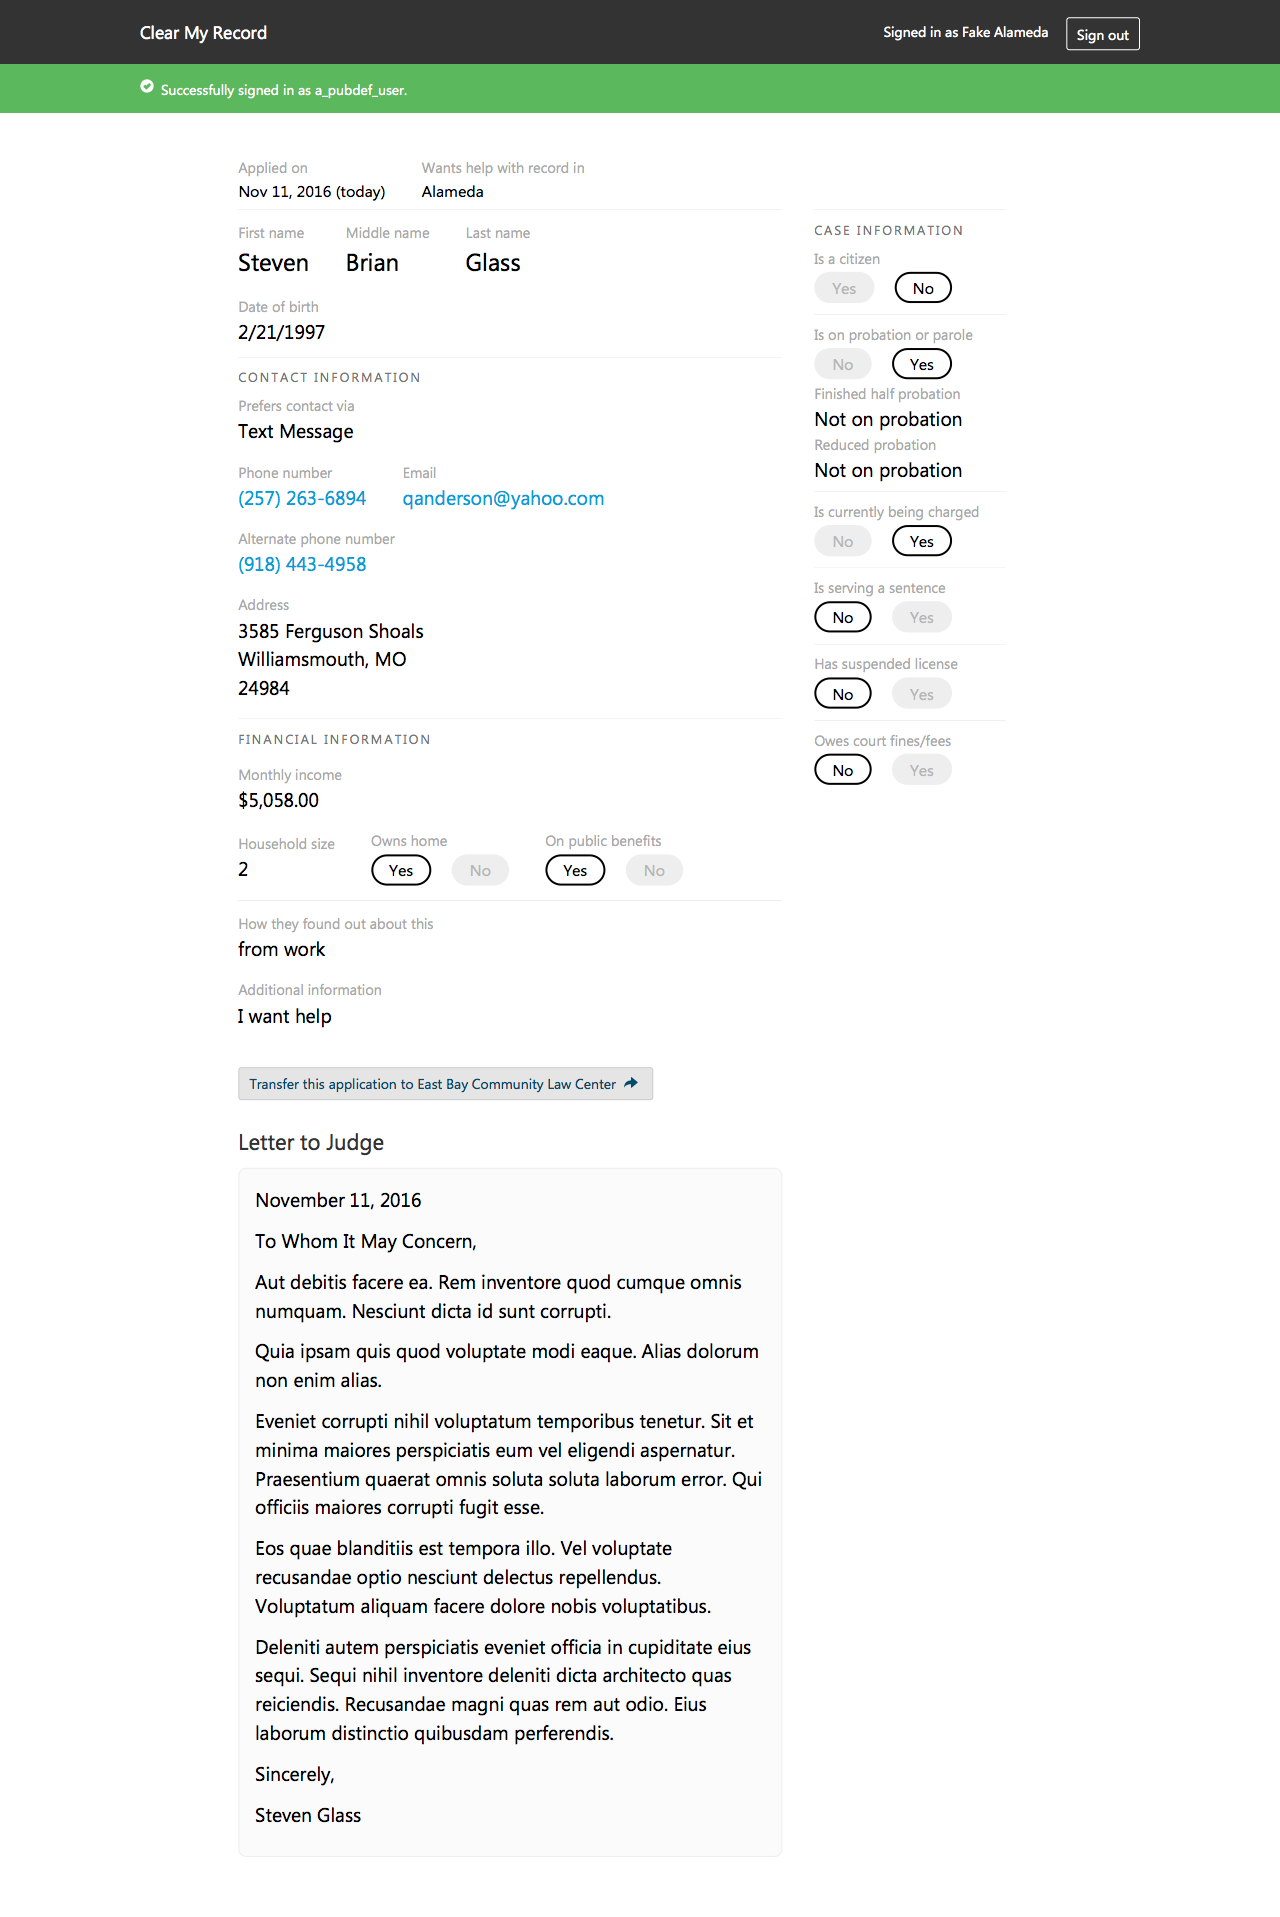 Clear My Record
Signed in as Fake Alameda
Sign out
Successfully signed in as a_pubdef_user.
Applied on
Nov 11, 2016 (today)
Wants help with record in
Alameda
First name
Steven
Middle name
Brian
Last name
Glass
Date of birth
2/21/1997
CONTACT INFORMATION
Prefers contact via
Text Message
Phone number
(257) 263-6894
Email
qanderson@yahoo.com
Alternate phone number
(918) 443-4958
Address
3585 Ferguson Shoals
Williamsmouth, MO
24984
FINANCIAL INFORMATION
Monthly income
$5,058.00
Household size
2
Owns home
Yes No
On public benefits
Yes No
How they found out about this
from work
Additional information
I want help
Transfer this application to East Bay Community Law Center
CASE INFORMATION
Is a citizen
Yes No
Is on probation or parole
No Yes
Finished half probation
Not on probation
Reduced probation
Not on probation
Is currently being charged
No Yes
Is serving a sentence
No Yes
Has suspended license
No Yes
Owes court fines/fees
No Yes
Letter to Judge
November 11, 2016
To Whom It May Concern,
Aut debitis facere ea. Rem inventore quod cumque omnis
numquam. Nesciunt dicta id sunt corrupti.
Quia ipsam quis quod voluptate modi eaque. Alias dolorum
non enim alias.
Eveniet corrupti nihil voluptatum temporibus tenetur. Sit et
minima maiores perspiciatis eum vel eligendi aspernatur.
Praesentium quaerat omnis soluta soluta laborum error. Qui
officiis maiores corrupti fugit esse.
Eos quae blanditiis est tempora illo. Vel voluptate
recusandae optio nesciunt delectus repellendus.
Voluptatum aliquam facere dolore nobis voluptatibus.
Deleniti autem perspiciatis eveniet officia in cupiditate eius
sequi. Sequi nihil inventore deleniti dicta architecto quas
reiciendis. Recusandae magni quas rem aut odio. Eius
laborum distinctio quibusdam perferendis.
Sincerely,
Steven Glass